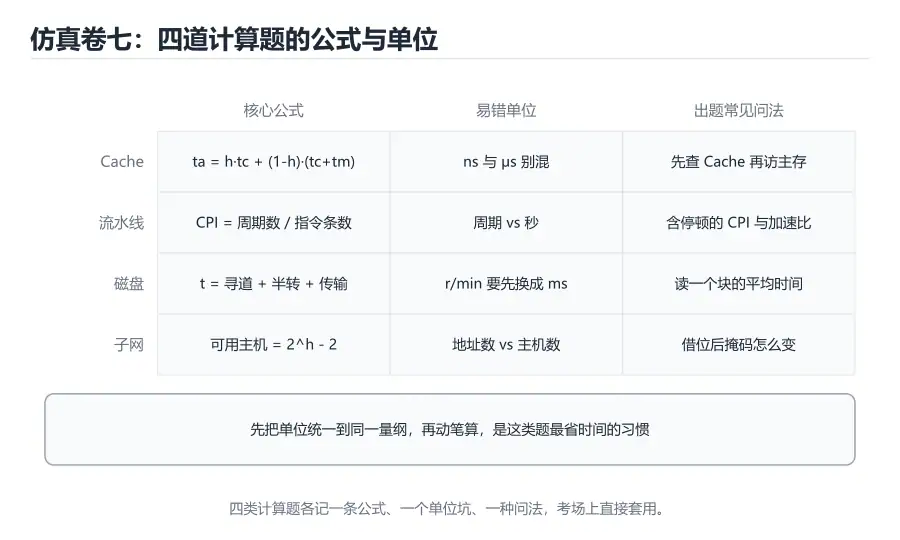 仿真卷七：四道计算题的公式与单位
核心公式 易错单位 出题常见问法
Cache ta = h·tc + (1-h)·(tc+tm) ns 与 μs 别混 先查 Cache 再访主存
流水线 CPI = 周期数 / 指令条数 周期 vs 秒 含停顿的 CPI 与加速比
磁盘 t = 寻道 + 半转 + 传输 r/min 要先换成 ms 读一个块的平均时间
子网 可用主机 = 2^h - 2 地址数 vs 主机数 借位后掩码怎么变
先把单位统一到同一量纲，再动笔算，是这类题最省时间的习惯
四类计算题各记一条公式、一个单位坑、一种问法，考场上直接套用。